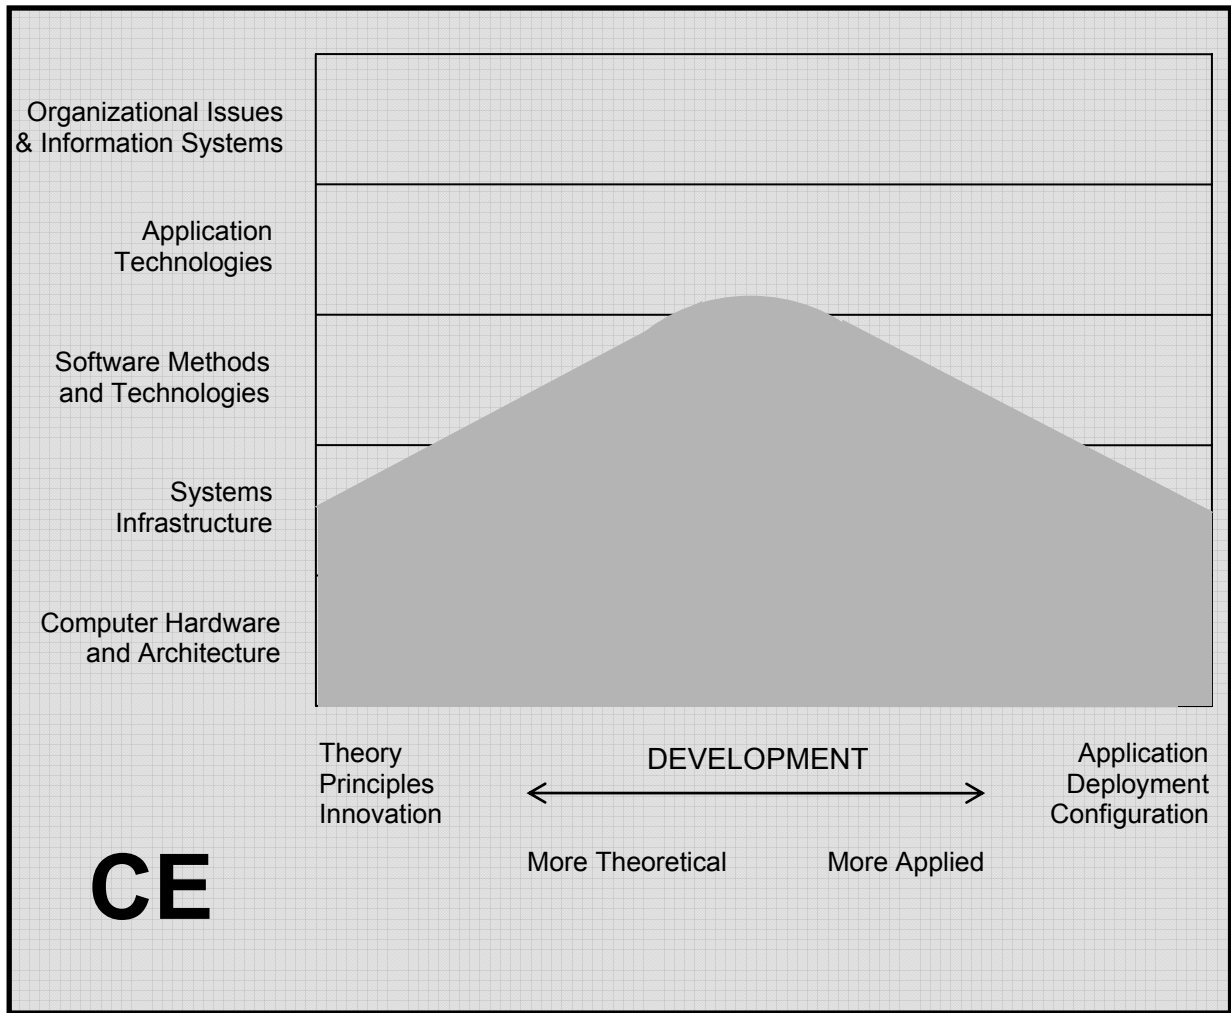 Organizational Issues
& Information Systems
Application
Technologies
Software Methods
and Technologies
Systems
Infrastructure
Computer Hardware
and Architecture
Theory
Principles
Innovation
DEVELOPMENT
Application
Deployment
Configuration
More Theoretical
More Applied
CE